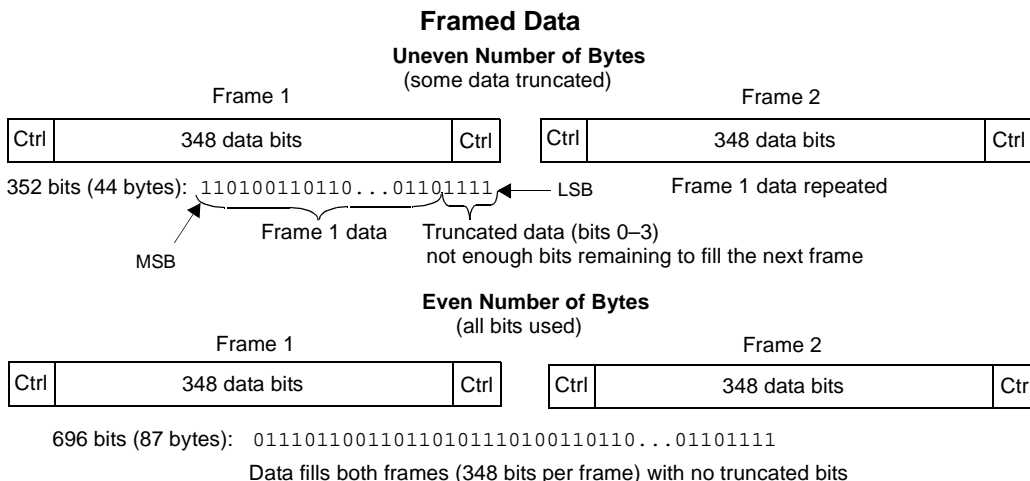 Framed Data
Uneven Number of Bytes
(some data truncated)
Frame 1
Frame 2
Ctrl 348 data bits Ctrl Ctrl 348 data bits Ctrl
352 bits (44 bytes): 110100110110...01101111 LSB Frame 1 data repeated
MSB Frame 1 data Truncated data (bits 0–3)
not enough bits remaining to fill the next frame
Even Number of Bytes
(all bits used)
Frame 1
Frame 2
Ctrl 348 data bits Ctrl Ctrl 348 data bits Ctr
696 bits (87 bytes): 0111011001101101011101001101​10...01101111
Data fills both frames (348 bits per frame) with no truncated bits